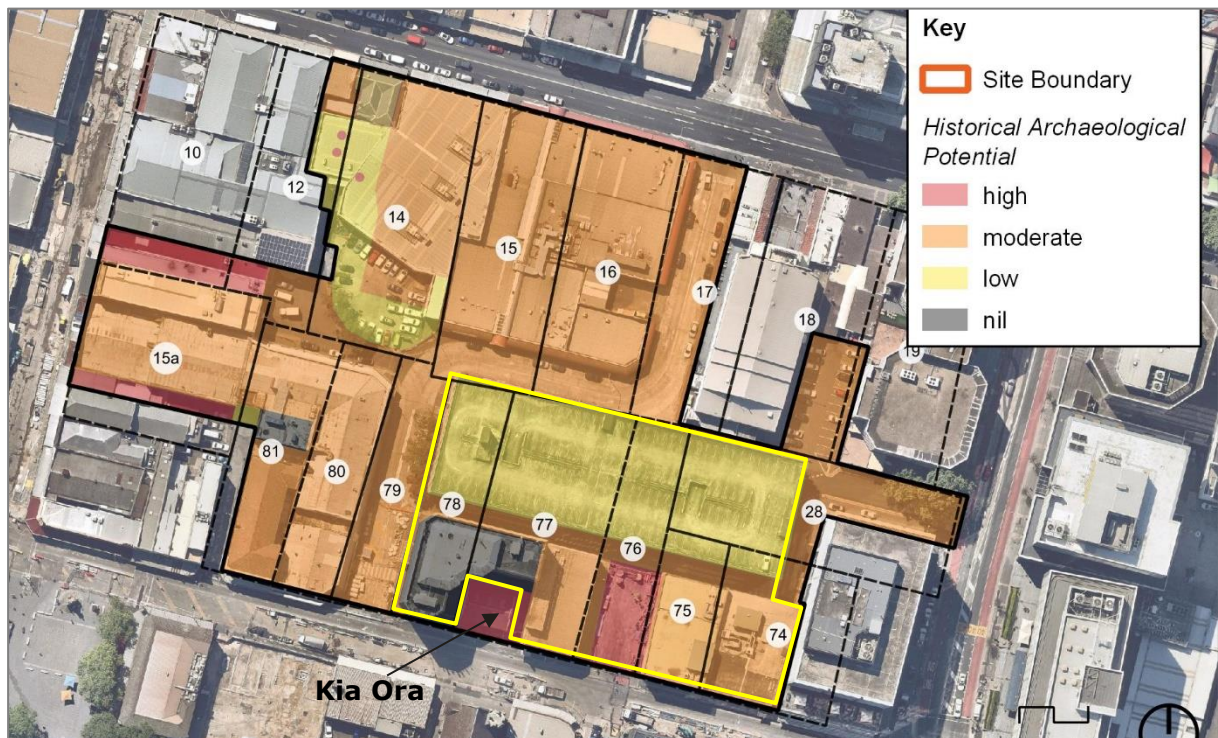 Key
Site Boundary
Historical Archaeological
Potential
high
moderate
low
nil
10
12
14
15
16
17
18
19
15a
81
80
79
78
77
76
75
74
28
Kia Ora